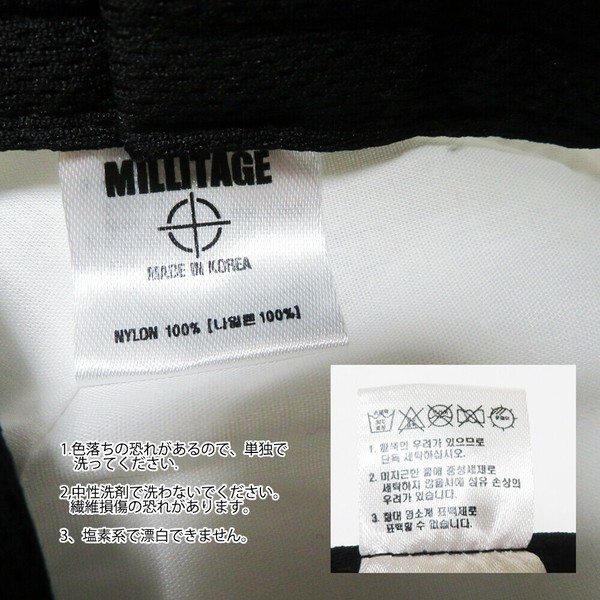 MILLITAGE
MADE IN KOREA
NYLON 100% [나일론 100%]
1.色落ちの恐れがあるので、単独で
洗ってください.
2.中性洗剤で洗わないでください。
繊維損傷の恐れがあります。
3、塩素系で漂白できません。
1. 탈색의 우려가 있으므로
단독 세탁하십시오.
2. 미지근한 물에 중성세제로
세탁하지 않을시에 섬유 손상의
우려가 있습니다.
3. 절대 염소계 표백제로
표백할 수 없습니다.